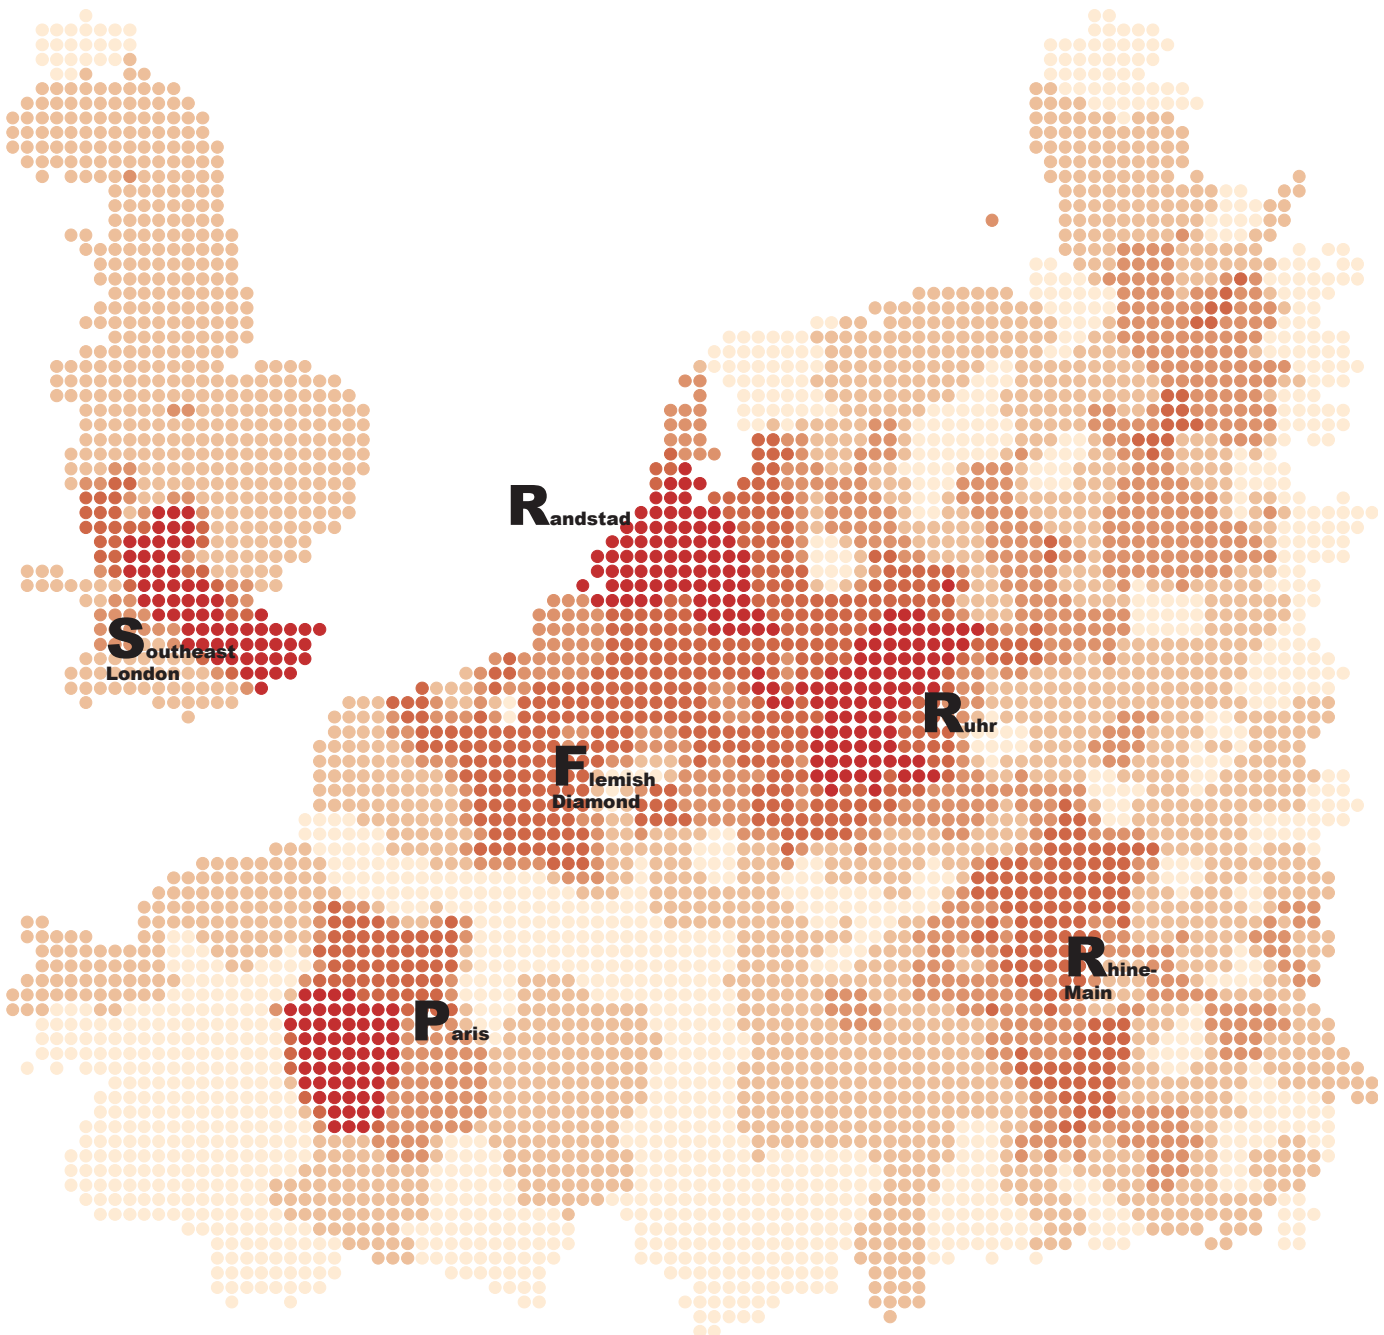 Randstad
Southeast
London
Ruhr
Flemish
Diamond
Rhine-
Main
Paris